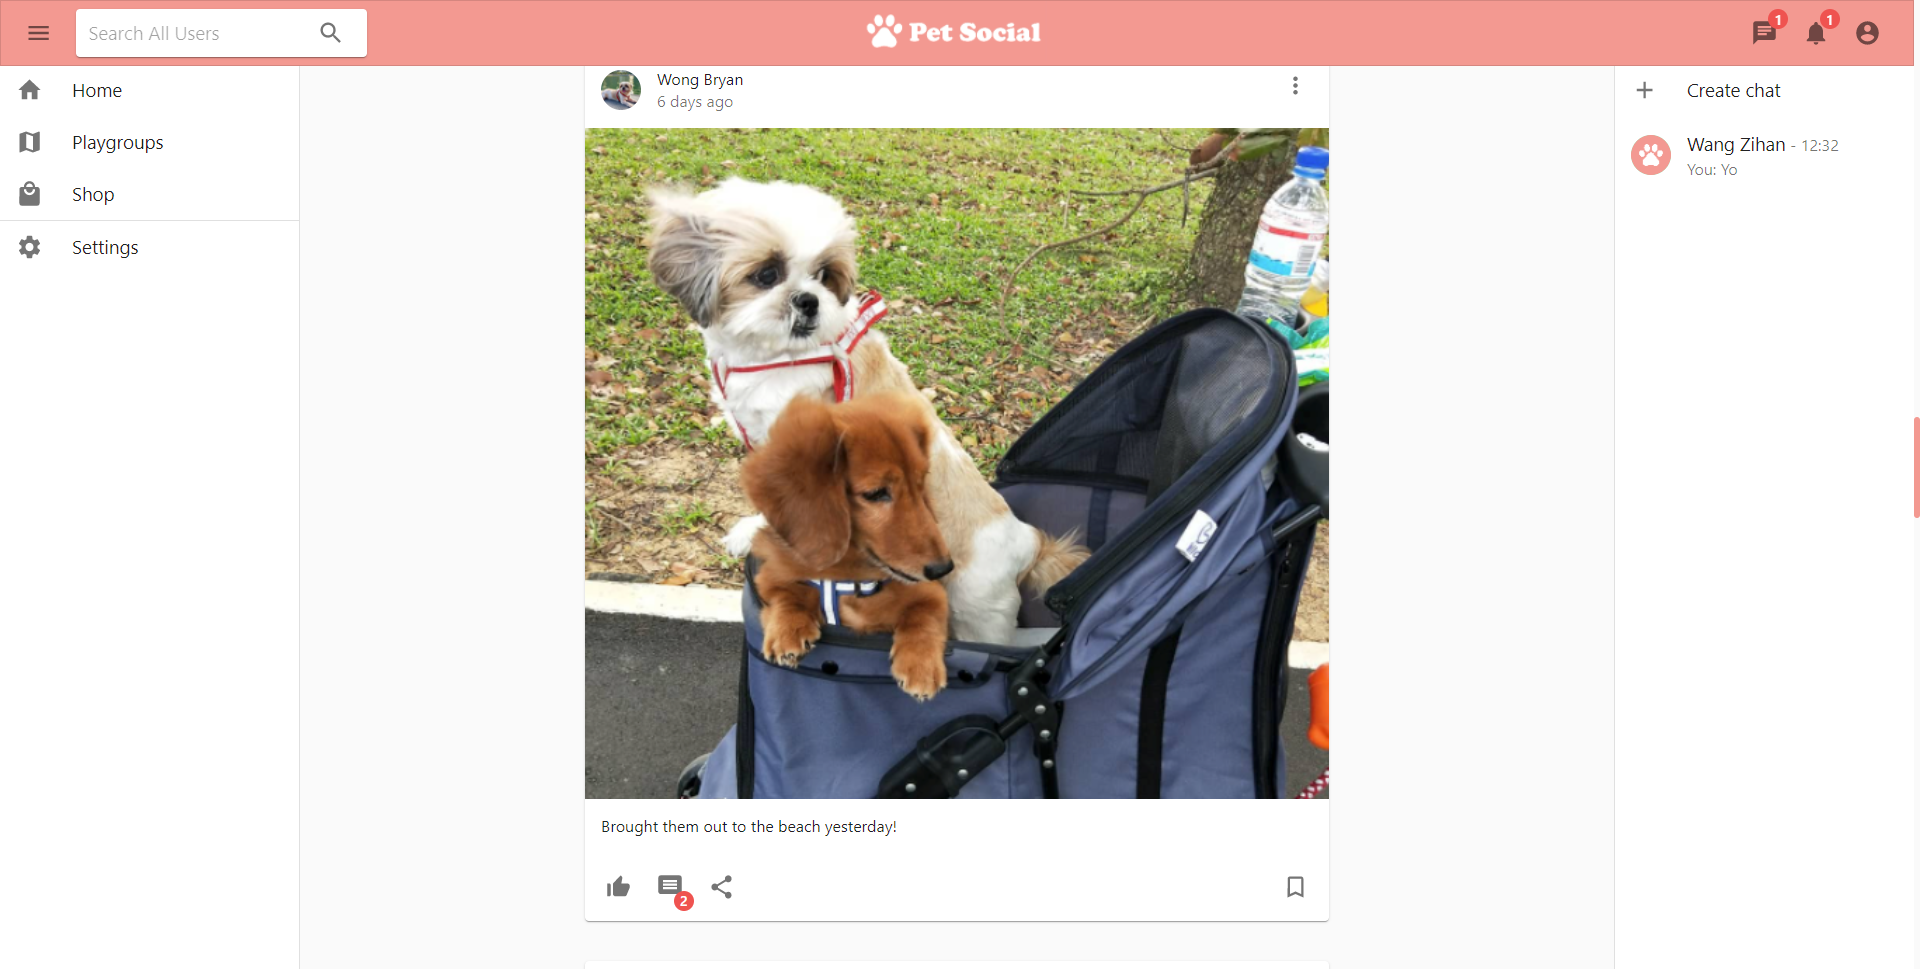 Search All Users
Pet Social
1
1
Home
Playgroups
Shop
Settings
Wong Bryan
6 days ago
Brought them out to the beach yesterday!
2
Create chat
Wang Zihan - 12:32
You: Yo